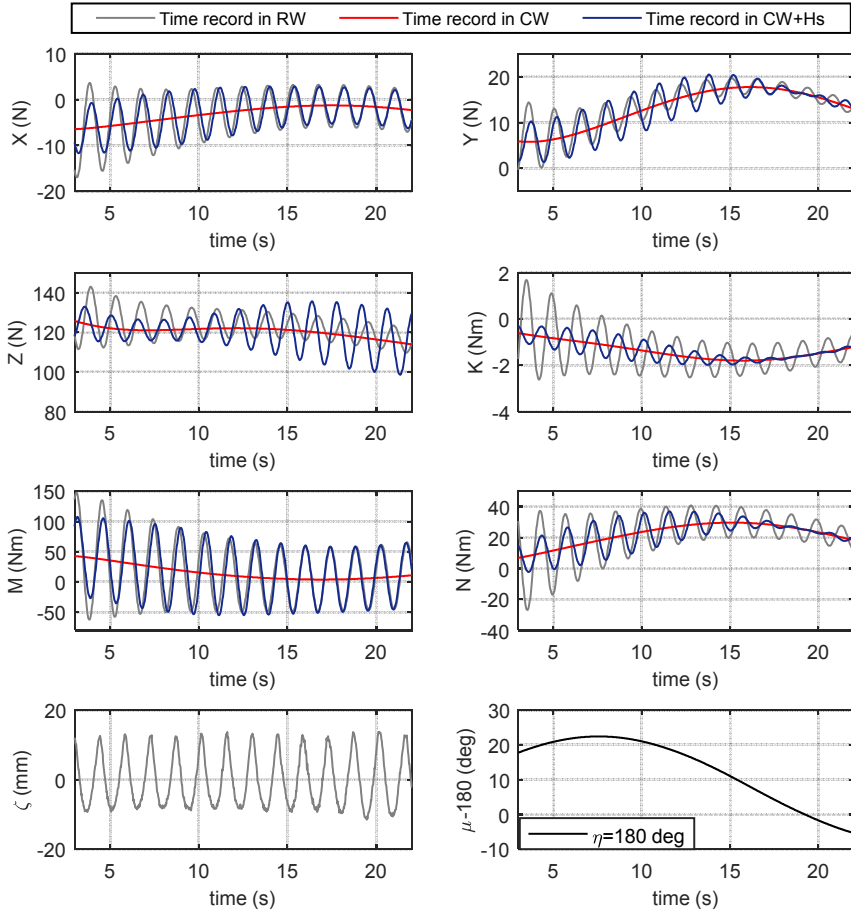 Time record in RW Time record in CW Time record in CW+Hs
10
0
-10
-20
X (N)
5 10 15 20
time (s)
20
10
0
Y (N)
5 10 15 20
time (s)
140
120
100
80
Z (N)
5 10 15 20
time (s)
2
0
-2
-4
K (Nm)
5 10 15 20
time (s)
150
100
50
0
-50
M (Nm)
5 10 15 20
time (s)
40
20
0
-20
-40
N (Nm)
5 10 15 20
time (s)
20
0
-20
ζ (mm)
5 10 15 20
time (s)
30
20
10
0
-10
μ-180 (deg)
η=180 deg
5 10 15 20
time (s)